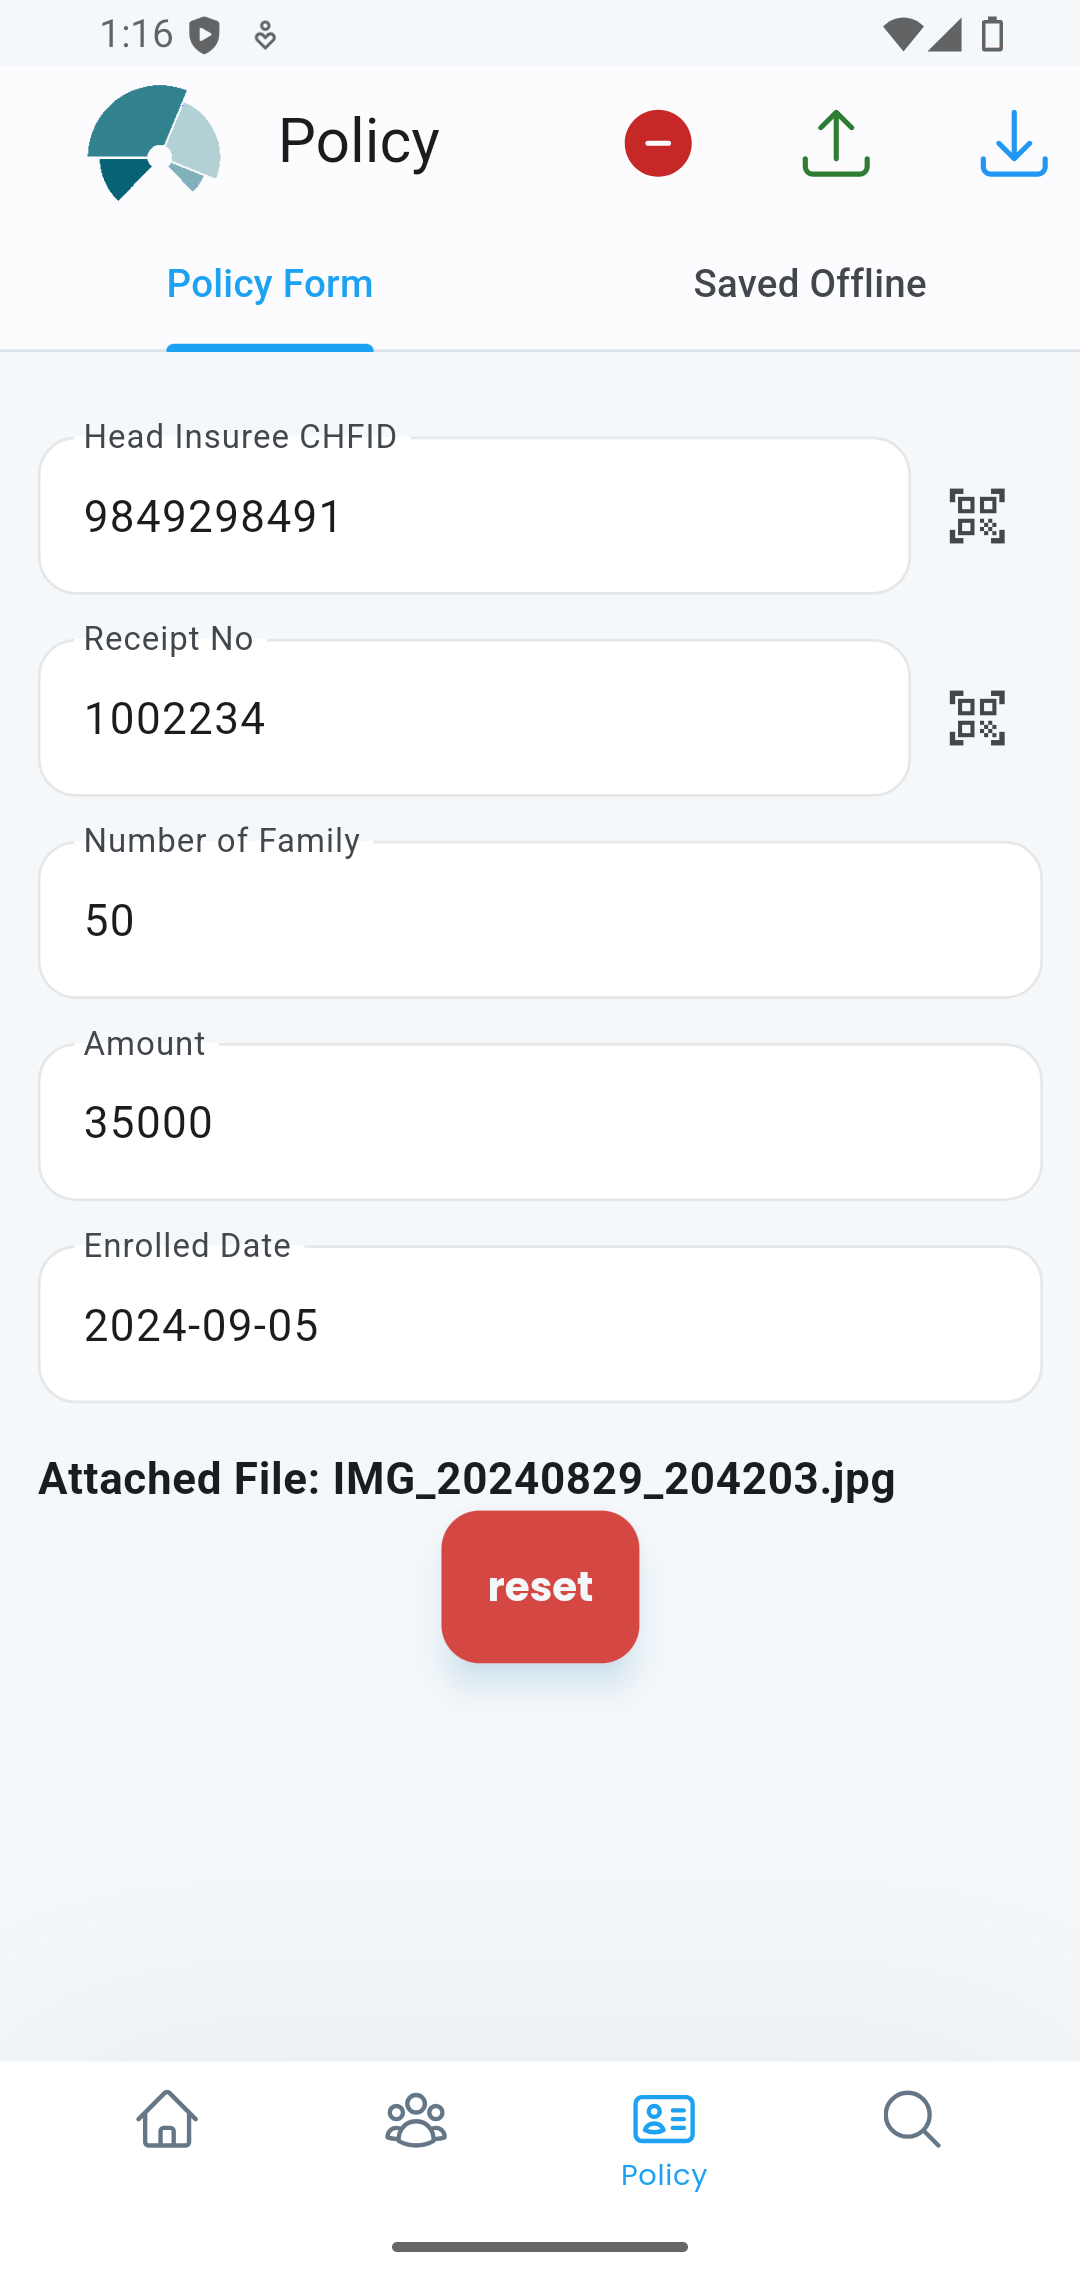 1:16
Policy
Policy Form
Saved Offline
Head Insuree CHFID
9849298491
Receipt No
1002234
Number of Family
50
Amount
35000
Enrolled Date
2024-09-05
Attached File: IMG_20240829_204203.jpg
reset
Policy